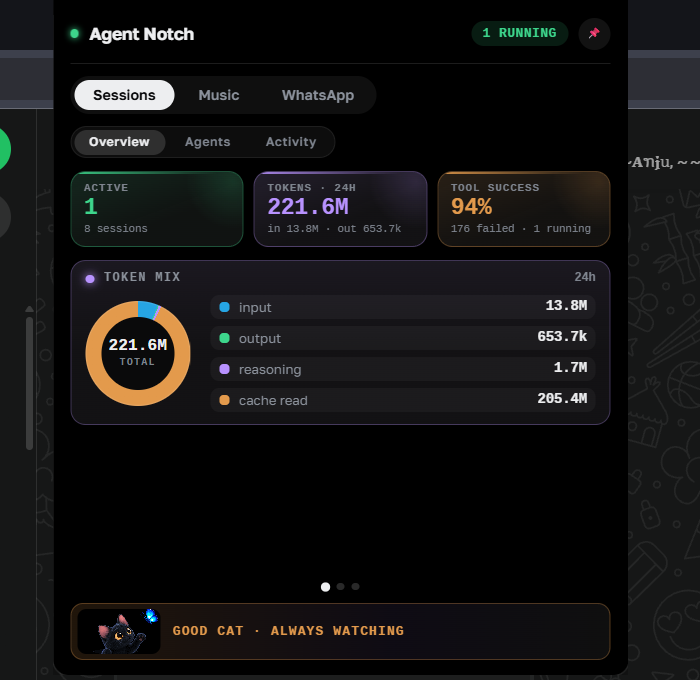 Agent Notch
1 RUNNING
Sessions Music WhatsApp
Overview Agents Activity
ACTIVE
1
8 sessions
TOKENS · 24H
221.6M
in 13.8M · out 653.7k
TOOL SUCCESS
94%
176 failed · 1 running
TOKEN MIX 24h
221.6M
TOTAL
input 13.8M
output 653.7k
reasoning 1.7M
cache read 205.4M
GOOD CAT · ALWAYS WATCHING